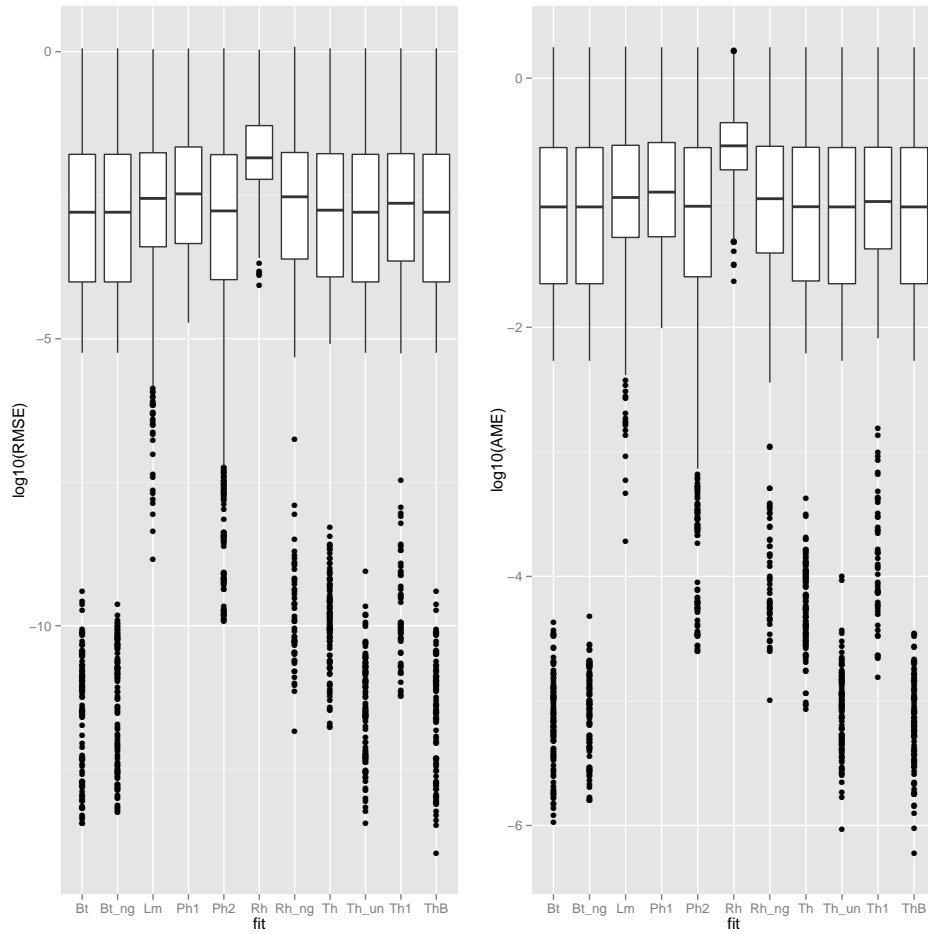 0
−5
−10
log10(RMSE)
Bt Bt_ng Lm Ph1 Ph2 Rh Rh_ng Th Th_un Th1 ThB
fit
0
−2
−4
−6
log10(AME)
Bt Bt_ng Lm Ph1 Ph2 Rh Rh_ng Th Th_un Th1 ThB
fit